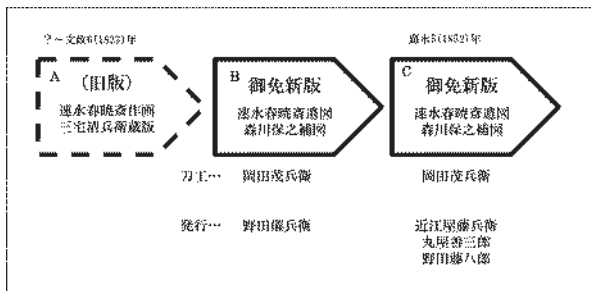 ?~文政6(1823)年
嘉永5(1852)年
A (旧版)
速水春暁斎作画
三宅清兵衛蔵版
B 御免新版
速水春暁斎遺図
森川保之補図
C 御免新版
速水春暁斎遺図
森川保之補図
刀工… 岡田茂兵衛 岡田茂兵衛
発行… 野田儀兵衛 近江屋藤兵衛
丸屋善三郎
野田藤八郎